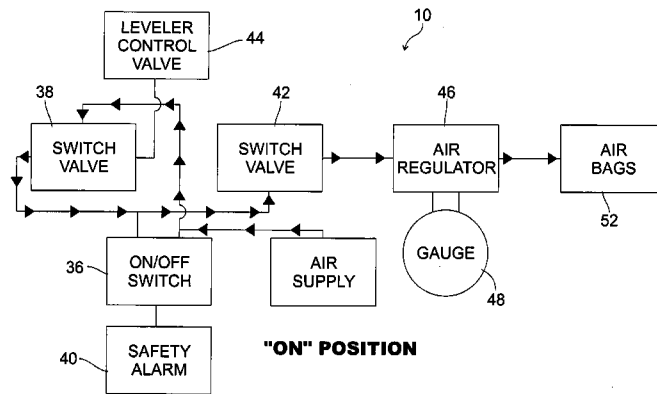 LEVELER
CONTROL
VALVE
44
10
38
42
46
SWITCH
VALVE
SWITCH
VALVE
AIR
REGULATOR
AIR
BAGS
52
36
ON/OFF
SWITCH
AIR
SUPPLY
GAUGE
48
40
SAFETY
ALARM
"ON" POSITION